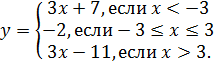 3x + 7, если x < −3
y = { −2, если − 3 ≤ x ≤ 3
3x − 11, если x > 3.